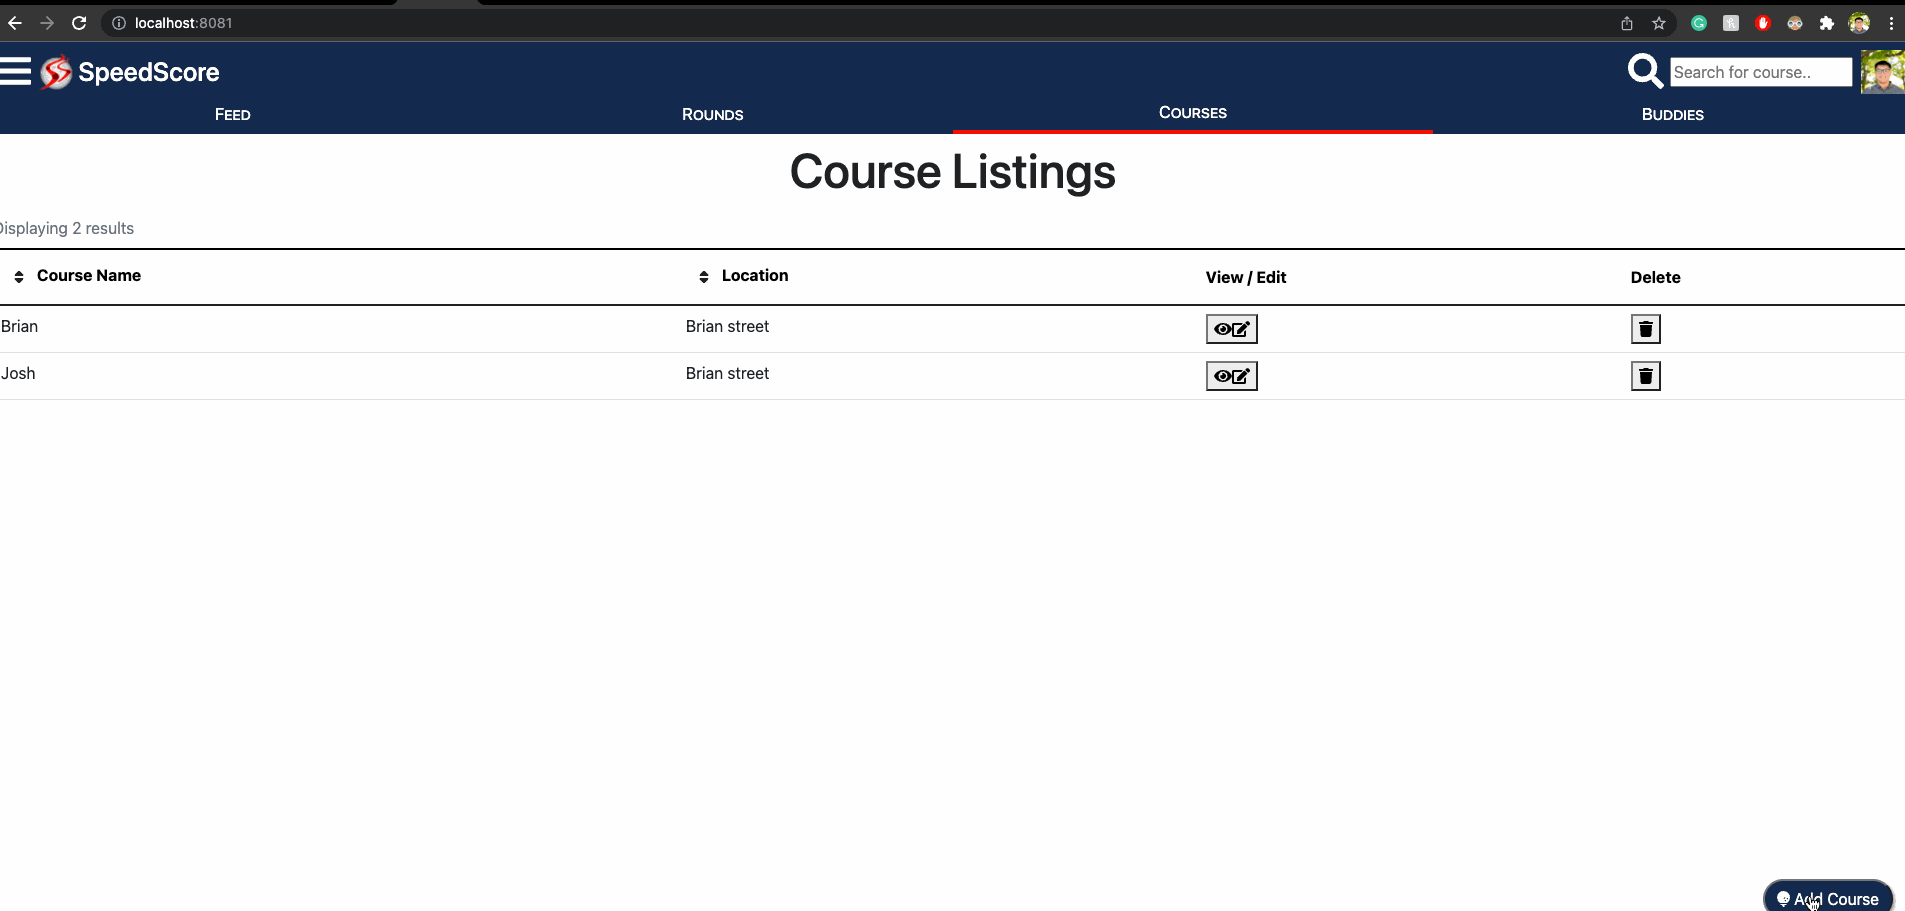 localhost:8081
SpeedScore
Search for course..
FEED ROUNDS COURSES BUDDIES
Course Listings
Displaying 2 results
Course Name Location View / Edit Delete
Brian Brian street
Josh Brian street
Add Course